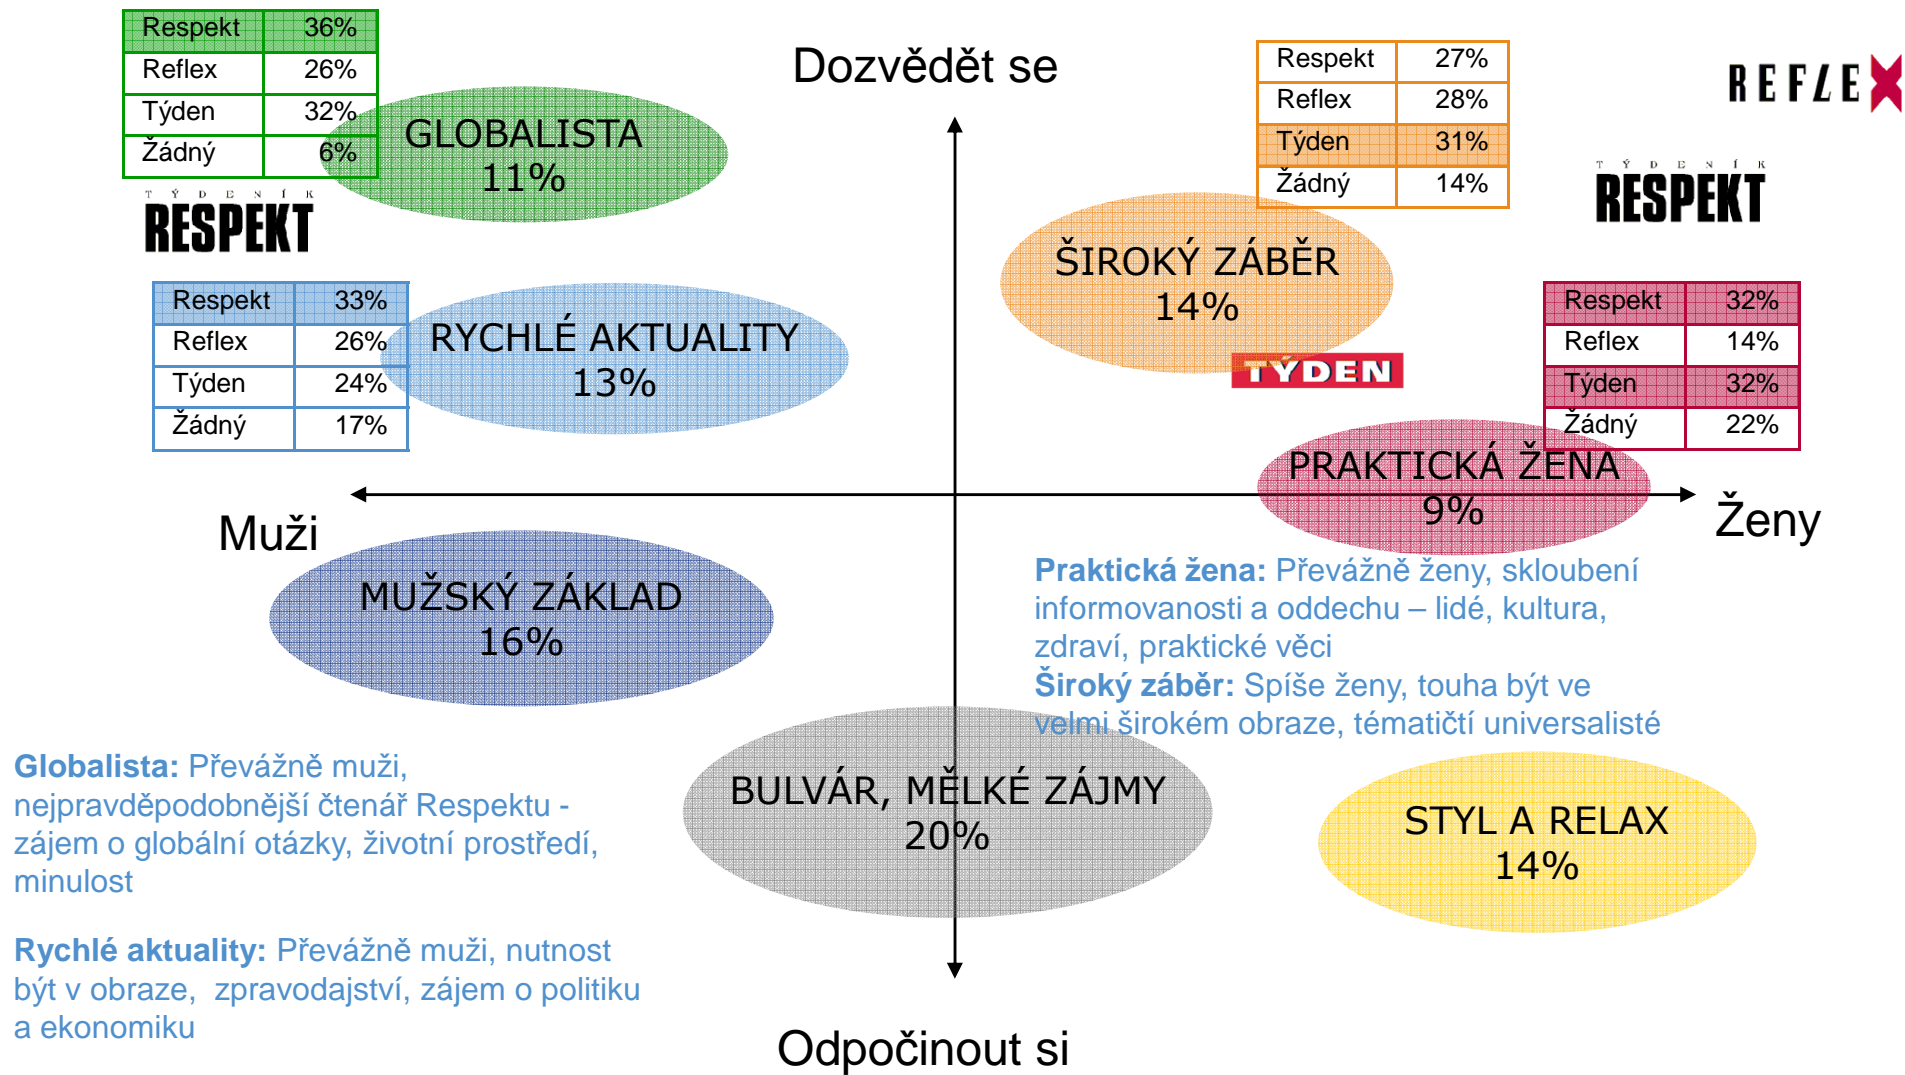 Respekt 36%
Reflex 26%
Týden 32%
Žádný 6%
GLOBALISTA
11%
TÝDENÍK
RESPEKT
Dozvědět se
Respekt 27%
Reflex 28%
Týden 31%
Žádný 14%
REFLEX
TÝDENÍK
RESPEKT
ŠIROKÝ ZÁBĚR
14%
TÝDEN
Respekt 33%
Reflex 26%
Týden 24%
Žádný 17%
RYCHLÉ AKTUALITY
13%
Respekt 32%
Reflex 14%
Týden 32%
Žádný 22%
PRAKTICKÁ ŽENA
9%
Muži
Ženy
MUŽSKÝ ZÁKLAD
16%
Praktická žena: Převážně ženy, skloubení
informovanosti a oddechu – lidé, kultura,
zdraví, praktické věci
Široký záběr: Spíše ženy, touha být ve
velmi širokém obraze, tématičtí universalisté
Globalista: Převážně muži,
nejpravděpodobnější čtenář Respektu -
zájem o globální otázky, životní prostředí,
minulost
BULVÁR, MĚLKÉ ZÁJMY
20%
STYL A RELAX
14%
Rychlé aktuality: Převážně muži, nutnost
být v obraze, zpravodajství, zájem o politiku
a ekonomiku
Odpočinout si